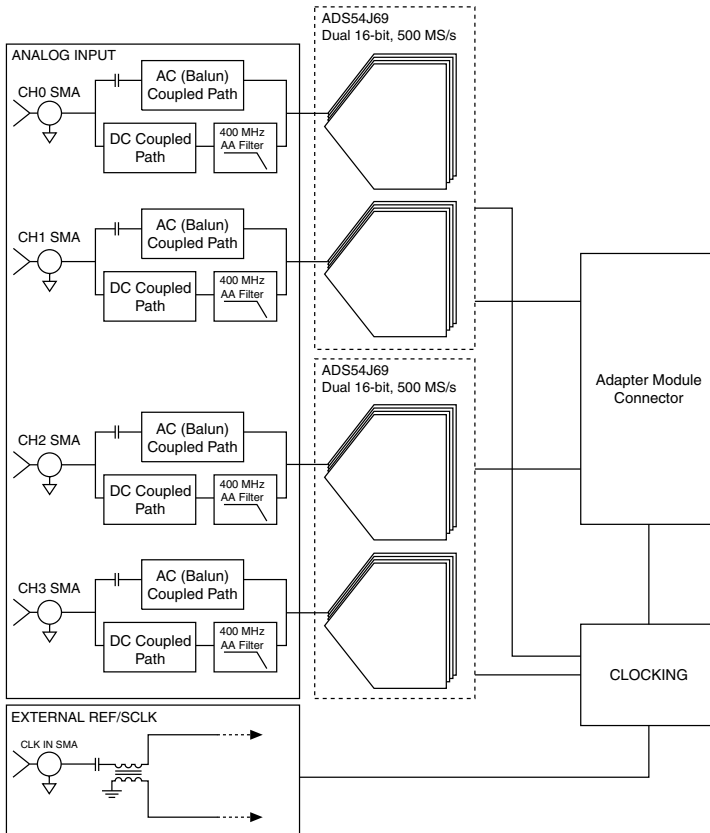 ANALOG INPUT
CH0 SMA
AC (Balun)
Coupled Path
DC Coupled
Path
400 MHz
AA Filter
CH1 SMA
AC (Balun)
Coupled Path
DC Coupled
Path
400 MHz
AA Filter
CH2 SMA
AC (Balun)
Coupled Path
DC Coupled
Path
400 MHz
AA Filter
CH3 SMA
AC (Balun)
Coupled Path
DC Coupled
Path
400 MHz
AA Filter
ADS54J69
Dual 16-bit, 500 MS/s
ADS54J69
Dual 16-bit, 500 MS/s
Adapter Module
Connector
CLOCKING
EXTERNAL REF/SCLK
CLK IN SMA